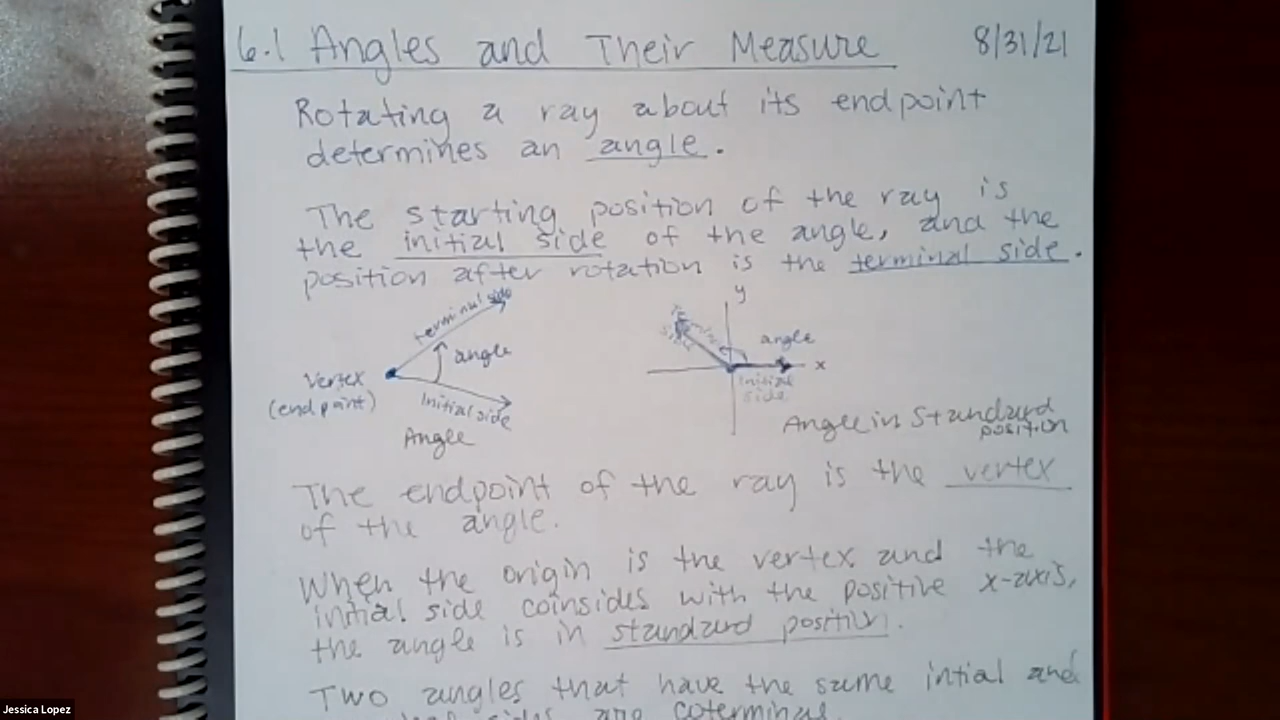 6.1 Angles and Their Measure 8/31/21
Rotating a ray about its endpoint
determines an angle.
The starting position of the ray is
the initial side of the angle, and the
position after rotation is the terminal side.
terminal side
angle
Vertex
(endpoint)
Initial side
Angle
y
angle
x
initial
side
Angle in Standard
position
The endpoint of the ray is the vertex
of the angle.
When the origin is the vertex and the
initial side coinsides with the positive x-axis,
the angle is in standard position.
Two angles that have the same intial and
sides are coterminal
Jessica Lopez